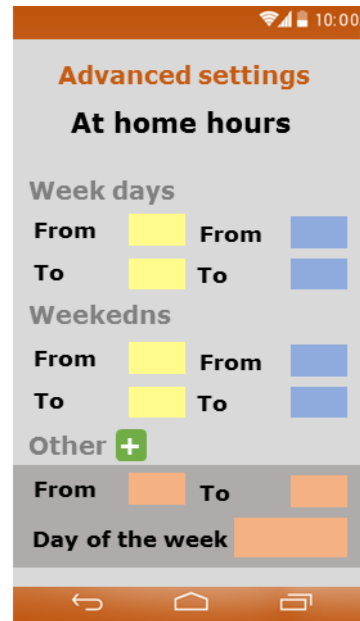 10:00
Advanced settings
At home hours
Week days
From From
To To
Weekedns
From From
To To
Other +
From To
Day of the week